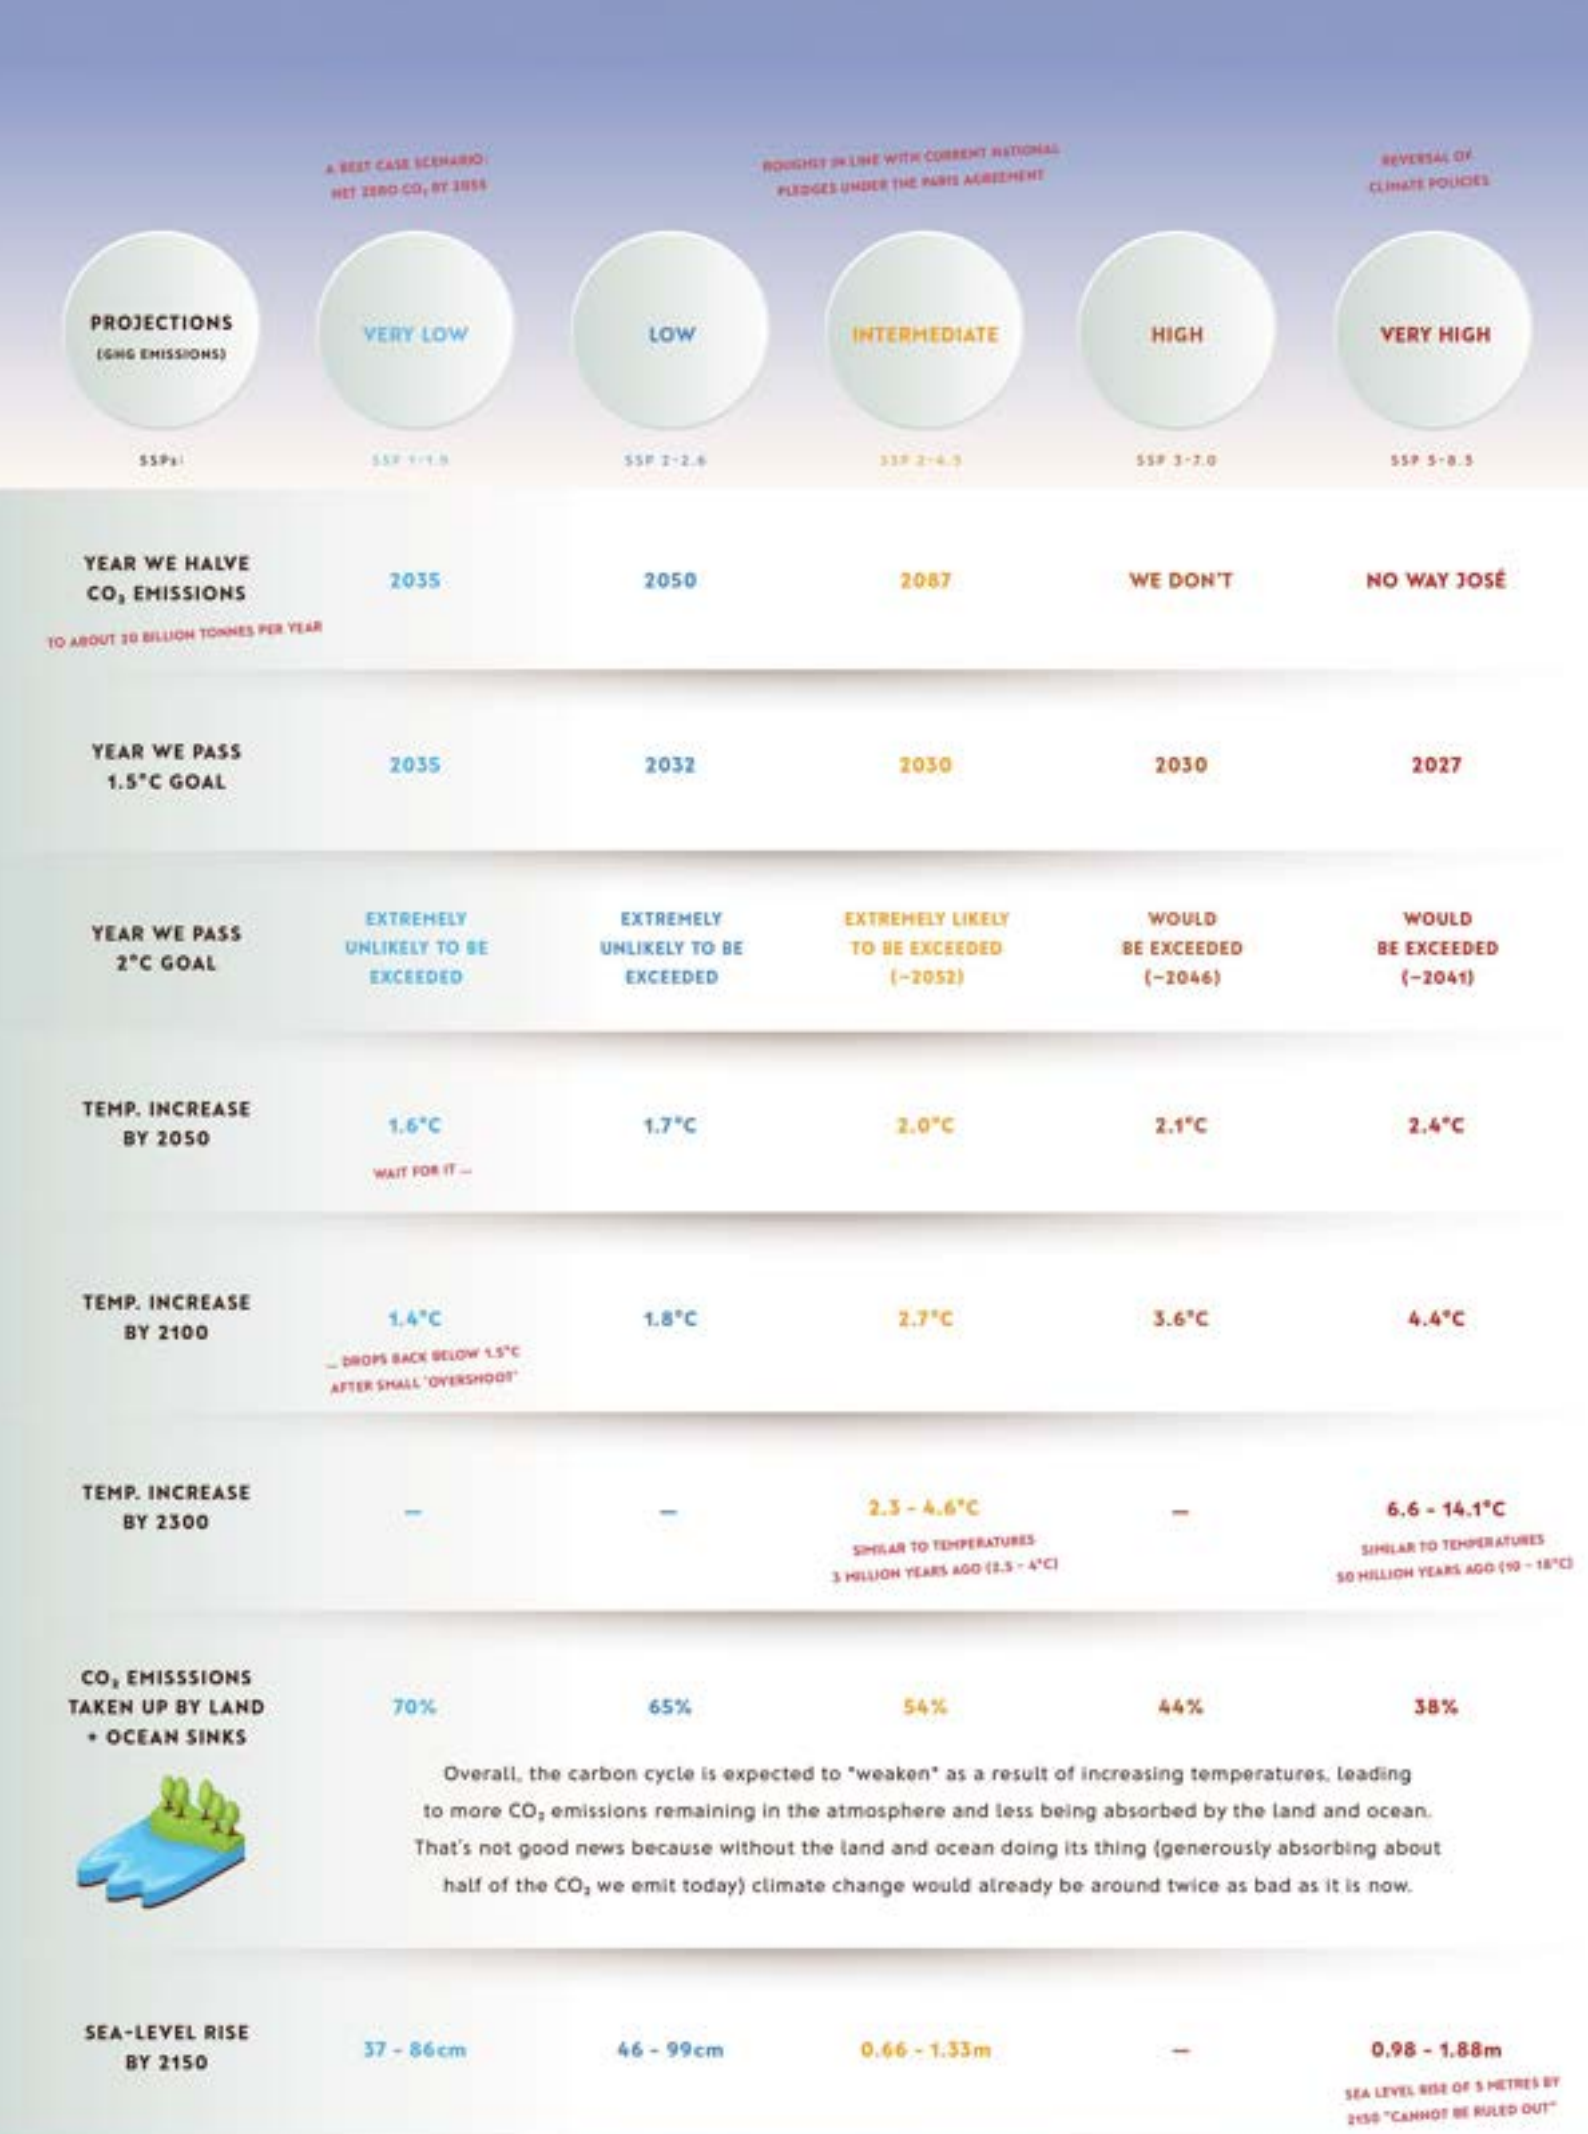 A BEST CASE SCENARIO:
NET ZERO CO₂ BY 2055
ROUGHLY IN LINE WITH CURRENT NATIONAL
PLEDGES UNDER THE PARIS AGREEMENT
REVERSAL OF
CLIMATE POLICIES
PROJECTIONS
(GHG EMISSIONS)
VERY LOW
LOW
INTERMEDIATE
HIGH
VERY HIGH
SSPs:
SSP 1-1.9
SSP 1-2.6
SSP 2-4.5
SSP 3-7.0
SSP 5-8.5
YEAR WE HALVE
CO₂ EMISSIONS
TO ABOUT 20 BILLION TONNES PER YEAR
2035
2050
2087
WE DON'T
NO WAY JOSÉ
YEAR WE PASS
1.5°C GOAL
2035
2032
2030
2030
2027
YEAR WE PASS
2°C GOAL
EXTREMELY
UNLIKELY TO BE
EXCEEDED
EXTREMELY
UNLIKELY TO BE
EXCEEDED
EXTREMELY LIKELY
TO BE EXCEEDED
(~2052)
WOULD
BE EXCEEDED
(~2046)
WOULD
BE EXCEEDED
(~2041)
TEMP. INCREASE
BY 2050
1.6°C
WAIT FOR IT ...
1.7°C
2.0°C
2.1°C
2.4°C
TEMP. INCREASE
BY 2100
1.4°C
... DROPS BACK BELOW 1.5°C
AFTER SMALL 'OVERSHOOT'
1.8°C
2.7°C
3.6°C
4.4°C
TEMP. INCREASE
BY 2300
–
–
2.3 - 4.6°C
SIMILAR TO TEMPERATURES
3 MILLION YEARS AGO (2.5 - 4°C)
–
6.6 - 14.1°C
SIMILAR TO TEMPERATURES
50 MILLION YEARS AGO (10 - 18°C)
CO₂ EMISSSIONS
TAKEN UP BY LAND
+ OCEAN SINKS
70%
65%
54%
44%
38%
Overall, the carbon cycle is expected to "weaken" as a result of increasing temperatures, leading
to more CO₂ emissions remaining in the atmosphere and less being absorbed by the land and ocean.
That's not good news because without the land and ocean doing its thing (generously absorbing about
half of the CO₂ we emit today) climate change would already be around twice as bad as it is now.
SEA-LEVEL RISE
BY 2150
37 - 86cm
46 - 99cm
0.66 - 1.33m
–
0.98 - 1.88m
SEA LEVEL RISE OF 5 METRES BY
2150 "CANNOT BE RULED OUT"